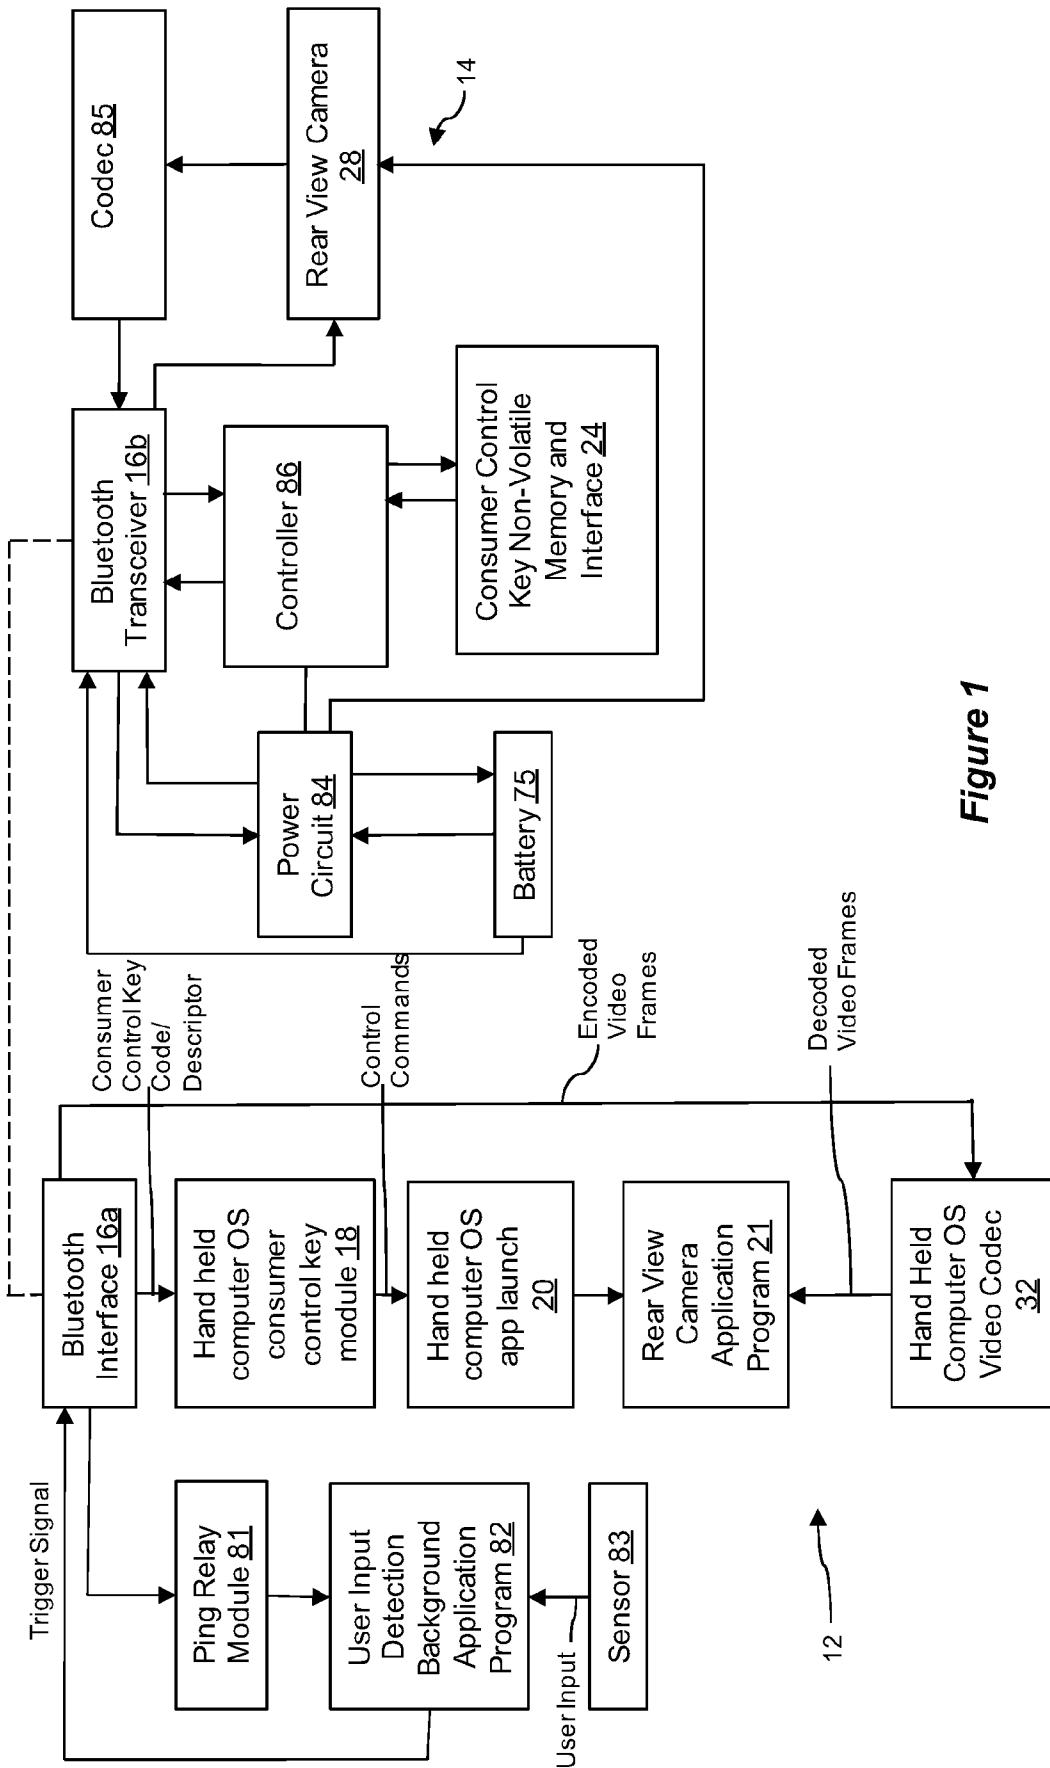 Trigger Signal
Bluetooth
Interface 16a
Consumer
Control Key
Code/
Descriptor
Bluetooth
Transceiver 16b
Codec 85
Ping Relay
Module 81
Hand held
computer OS
consumer
control key
module 18
Power
Circuit 84
Controller 86
Rear View Camera
28
User Input
Detection
Background
Application
Program 82
Control
Commands
Hand held
computer OS
app launch
20
14
Consumer Control
Key Non-Volatile
Memory and
Interface 24
Battery 75
User Input
Sensor 83
Encoded
Video
Frames
Rear View
Camera
Application
Program 21
Decoded
Video Frames
12
Hand Held
Computer OS
Video Codec
32
Figure 1